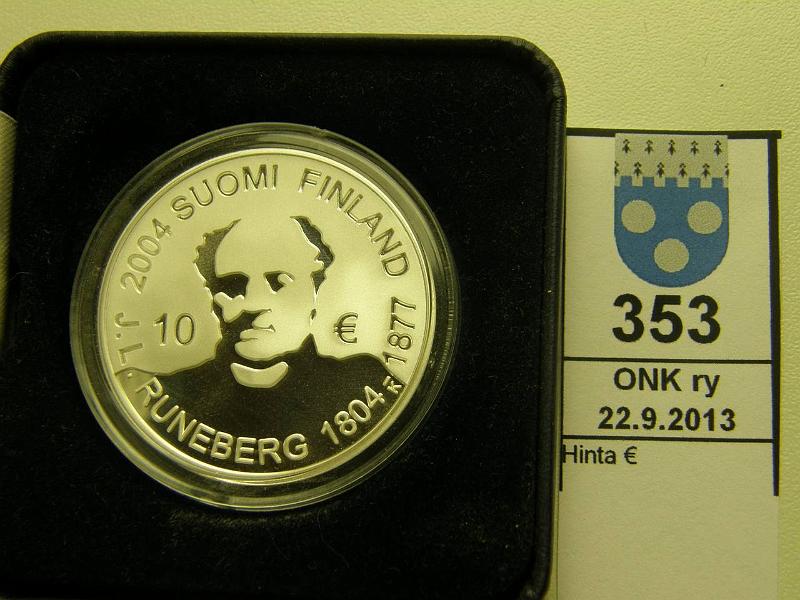 2004 SUOMI FINLAND
10 €
J.L. RUNEBERG 1804 K 1877
353
ONK ry
22.9.2013
Hinta €